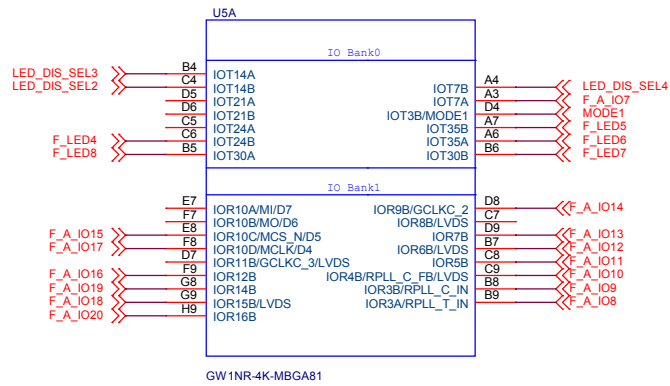 U5A
IO Bank0
LED_DIS_SEL3 B4 IOT14A
LED_DIS_SEL2 C4 IOT14B IOT7B A4 LED_DIS_SEL4
D5 IOT21A IOT7A A3 F_A_IO7
D6 IOT21B IOT3B/MODE1 D4 MODE1
C5 IOT24A IOT35B A7 F_LED5
F_LED4 C6 IOT24B IOT35A A6 F_LED6
F_LED8 B5 IOT30A IOT30B B6 F_LED7
IO Bank1
E7 IOR10A/MI/D7 IOR9B/GCLKC_2 D8 F_A_IO14
F7 IOR10B/MO/D6 IOR8B/LVDS C7
F_A_IO15 E8 IOR10C/MCS_N/D5 IOR7B D9 F_A_IO13
F_A_IO17 F8 IOR10D/MCLK/D4 IOR6B/LVDS B7 F_A_IO12
D7 IOR11B/GCLKC_3/LVDS IOR5B C8 F_A_IO11
F_A_IO16 F9 IOR12B IOR4B/RPLL_C_FB/LVDS C9 F_A_IO10
F_A_IO19 G8 IOR14B IOR3B/RPLL_C_IN B8 F_A_IO9
F_A_IO18 G9 IOR15B/LVDS IOR3A/RPLL_T_IN B9 F_A_IO8
F_A_IO20 H9 IOR16B
GW1NR-4K-MBGA81